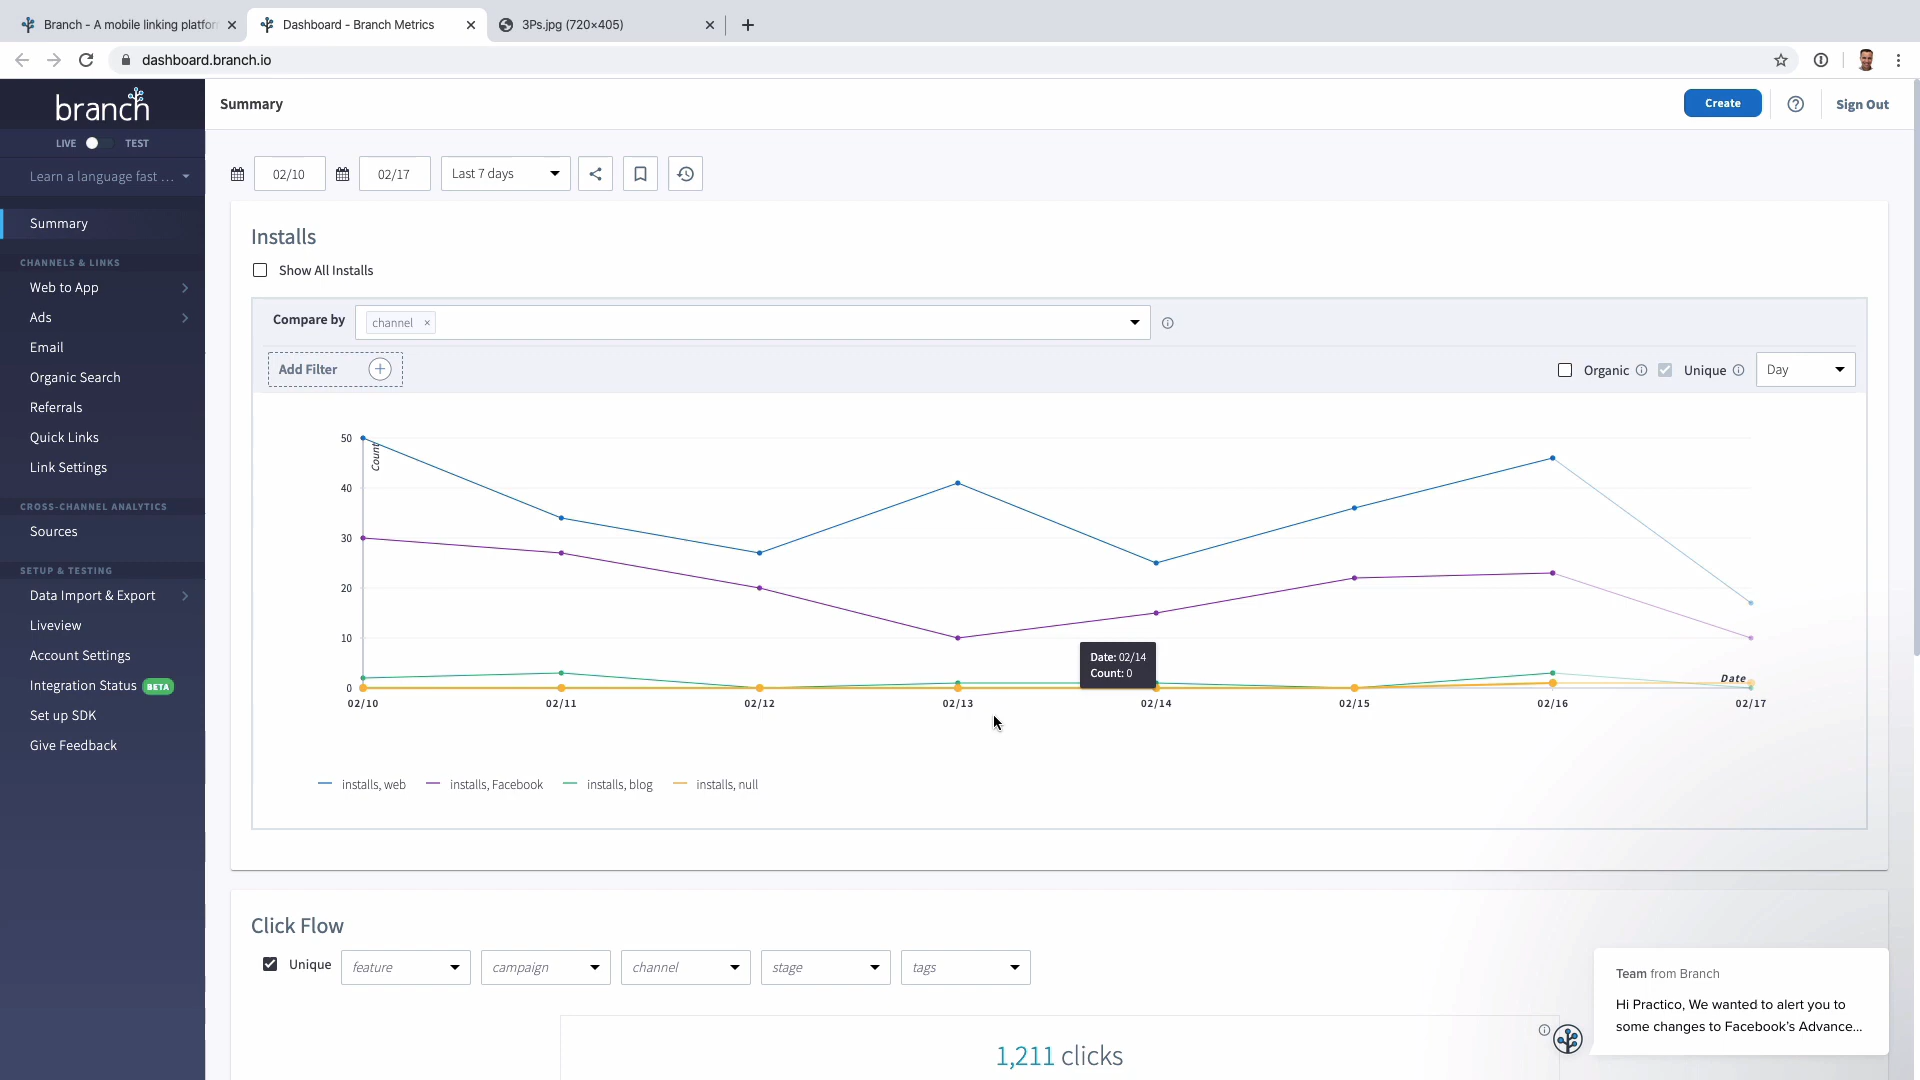 Branch - A mobile linking platfor
Dashboard - Branch Metrics
3Ps.jpg (720×405)
dashboard.branch.io
branch
LIVE TEST
Learn a language fast ...
Summary
CHANNELS & LINKS
Web to App
Ads
Email
Organic Search
Referrals
Quick Links
Link Settings
CROSS-CHANNEL ANALYTICS
Sources
SETUP & TESTING
Data Import & Export
Liveview
Account Settings
Integration Status BETA
Set up SDK
Give Feedback
Summary
Create
Sign Out
02/10 02/17 Last 7 days
Installs
Show All Installs
Compare by channel ×
Add Filter
Organic Unique Day
50
Count
40
30
20
10
0
Date: 02/14
Count: 0
Date
02/10 02/11 02/12 02/13 02/14 02/15 02/16 02/17
installs, web installs, Facebook installs, blog installs, null
Click Flow
Unique feature campaign channel stage tags
1,211 clicks
Team from Branch
Hi Practico, We wanted to alert you to
some changes to Facebook's Advance...